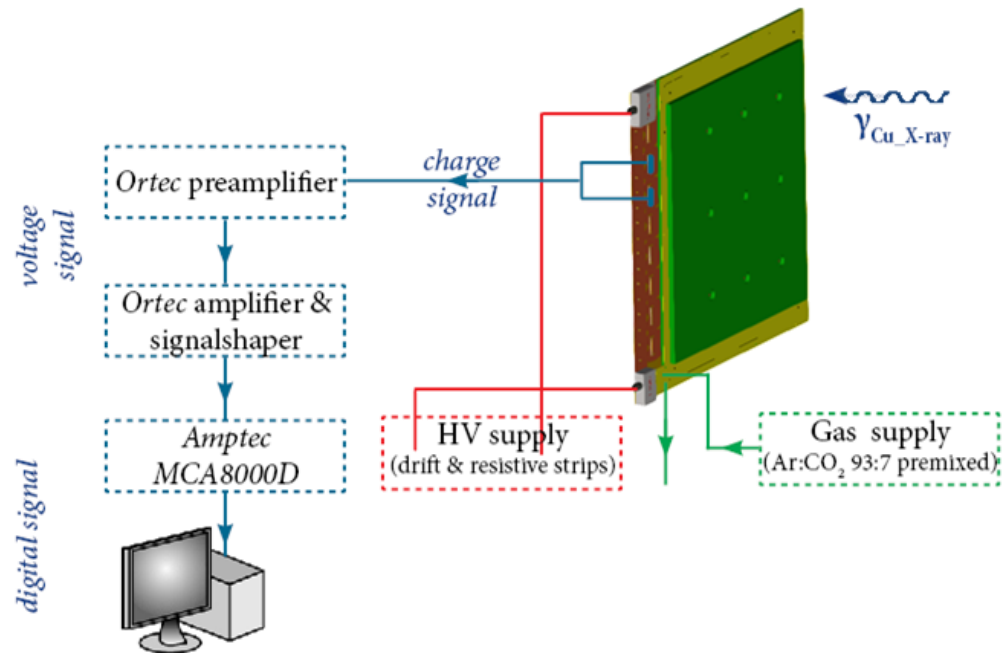 γCu_X-ray
charge
signal
Ortec preamplifier
voltage
signal
Ortec amplifier &
signalshaper
Amptec
MCA8000D
digital signal
HV supply
(drift & resistive strips)
Gas supply
(Ar:CO₂ 93:7 premixed)